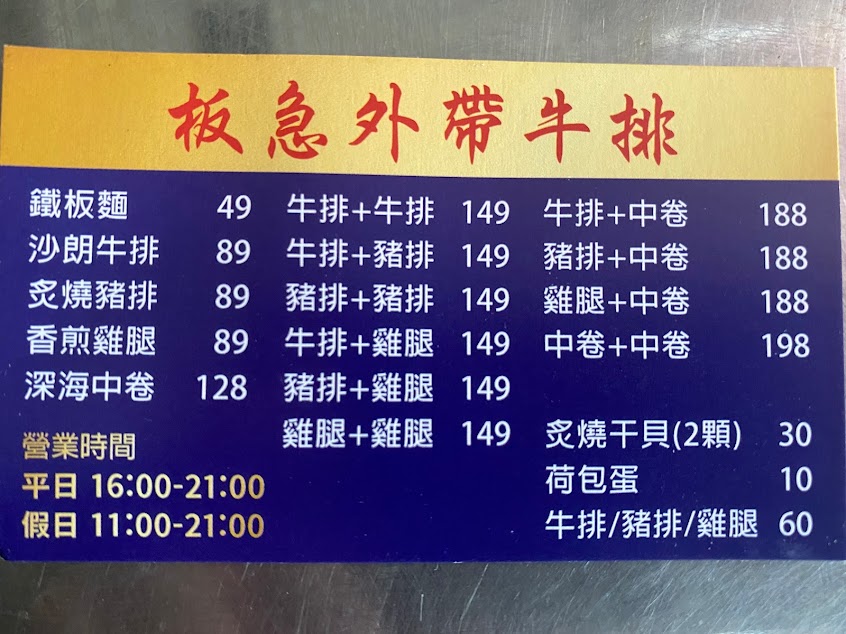 板急外帶牛排
鐵板麵 49
沙朗牛排 89
炙燒豬排 89
香煎雞腿 89
深海中卷 128
營業時間
平日 16:00-21:00
假日 11:00-21:00
牛排+牛排 149
牛排+豬排 149
豬排+豬排 149
牛排+雞腿 149
豬排+雞腿 149
雞腿+雞腿 149
牛排+中卷 188
豬排+中卷 188
雞腿+中卷 188
中卷+中卷 198
炙燒干貝(2顆) 30
荷包蛋 10
牛排/豬排/雞腿 60